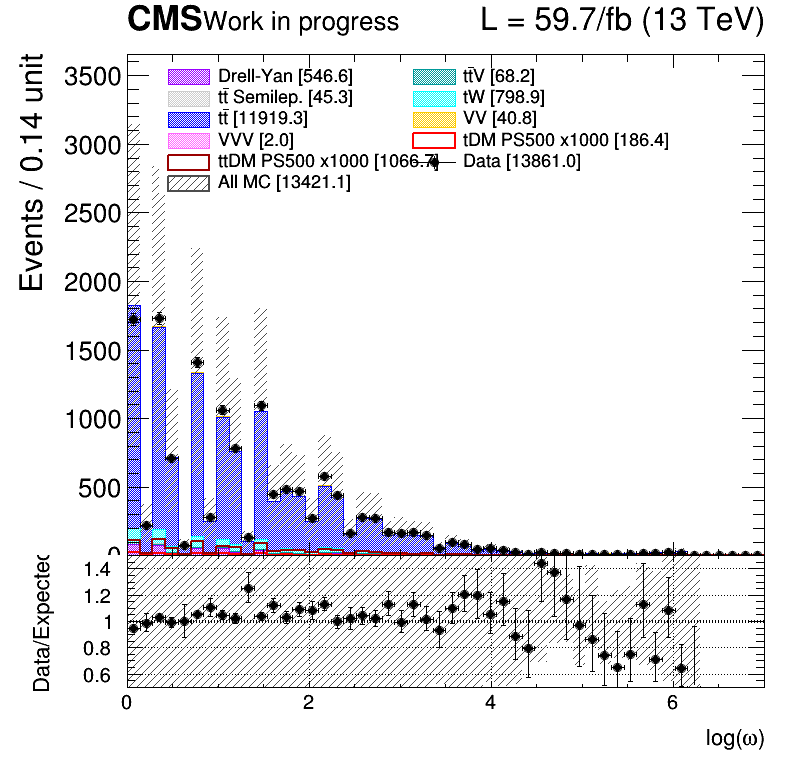 CMS Work in progress L = 59.7/fb (13 TeV)
Events / 0.14 unit
3500
3000
2500
2000
1500
1000
500
0
Drell-Yan [546.6] tt̄V [68.2]
tt̄ Semilep. [45.3] tW [798.9]
tt̄ [11919.3] VV [40.8]
VVV [2.0] tDM PS500 x1000 [186.4]
ttDM PS500 x1000 [1066.7] Data [13861.0]
All MC [13421.1]
Data/Expected
1.4
1.2
1
0.8
0.6
0 2 4 6
log(ω)